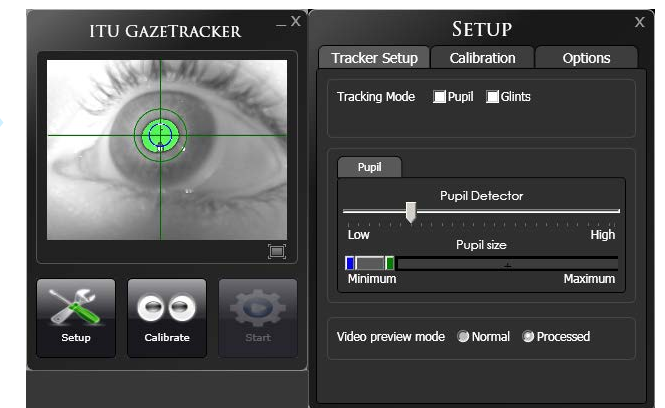 ITU GAZETRACKER
Setup
Calibrate
Start
SETUP
Tracker Setup Calibration Options
Tracking Mode Pupil Glints
Pupil
Pupil Detector
Low High
Pupil size
Minimum Maximum
Video preview mode Normal Processed